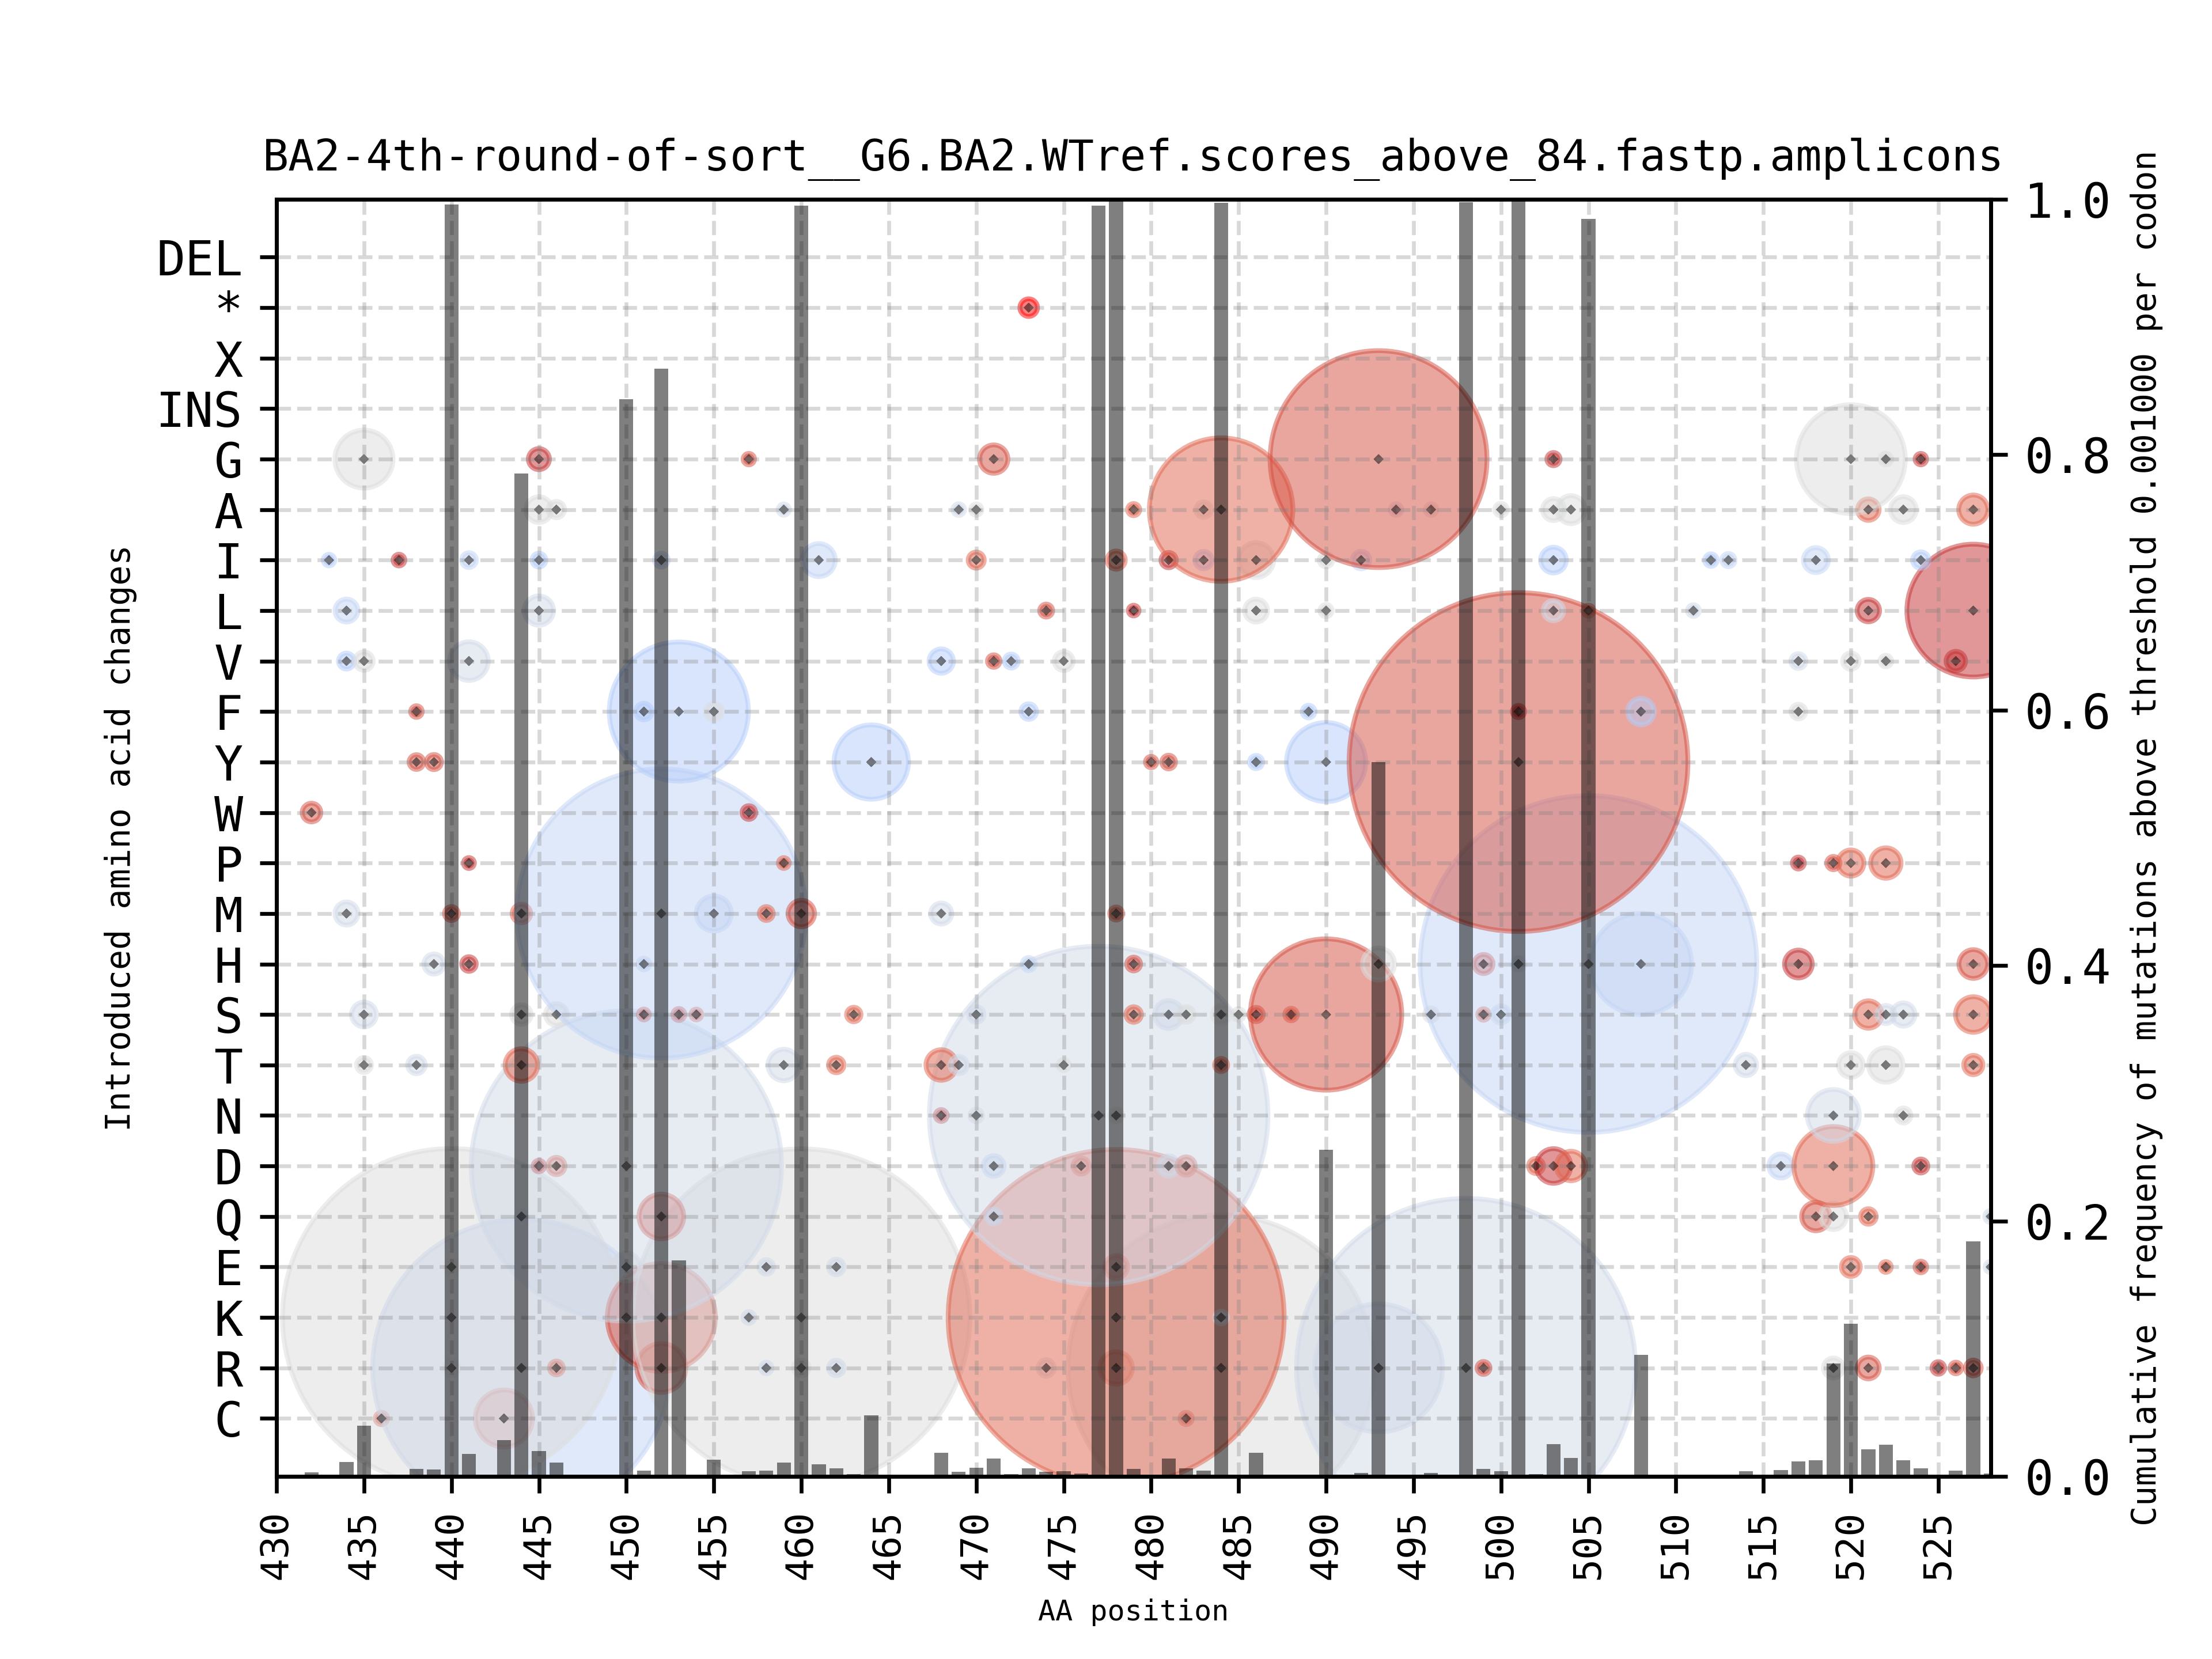 BA2-4th-round-of-sort__G6.BA2.WTref.scores_above_84.fastp.amplicons
Introduced amino acid changes
DEL
*
X
INS
G
A
I
L
V
F
Y
W
P
M
H
S
T
N
D
Q
E
K
R
C
1.0
0.8
0.6
0.4
0.2
0.0
Cumulative frequency of mutations above threshold 0.001000 per codon
430
435
440
445
450
455
460
465
470
475
480
485
490
495
500
505
510
515
520
525
AA position